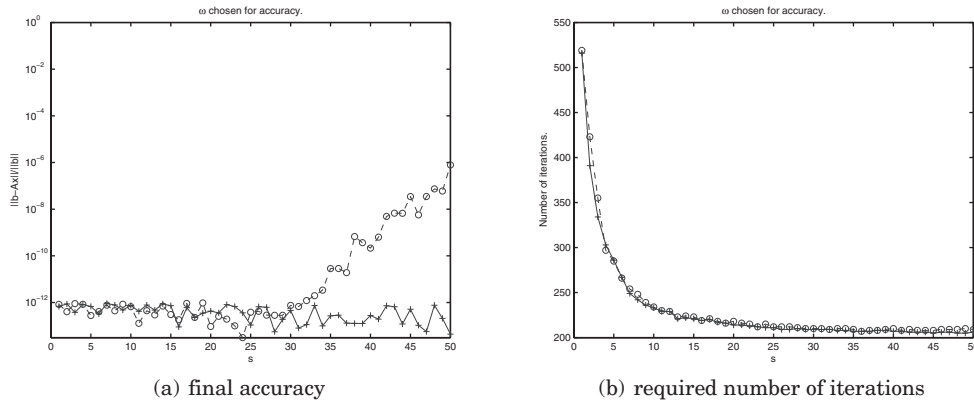 ω chosen for accuracy.
10^0
10^-2
10^-4
10^-6
10^-8
10^-10
10^-12
||b-Ax||/||b||
0 5 10 15 20 25 30 35 40 45 50
s
(a) final accuracy
ω chosen for accuracy.
550
500
450
400
350
300
250
200
Number of iterations.
0 5 10 15 20 25 30 35 40 45 50
s
(b) required number of iterations